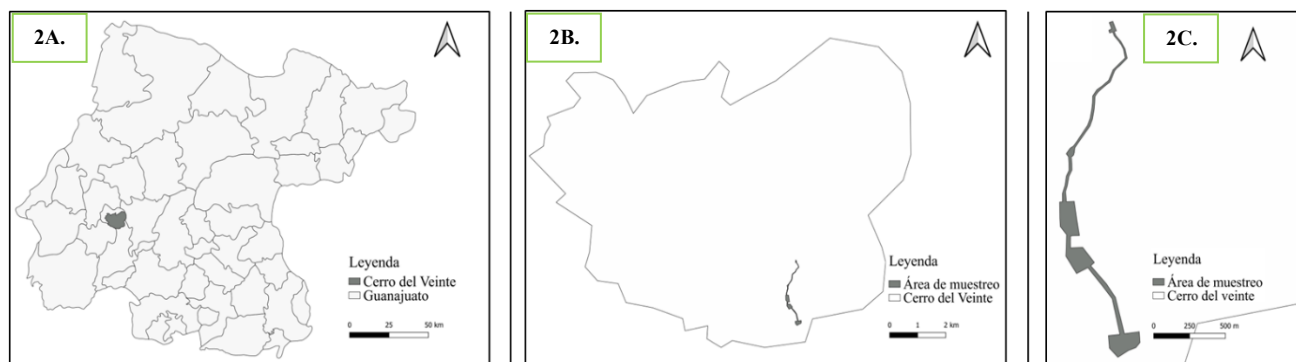 2A.
Leyenda
Cerro del Veinte
Guanajuato
0 25 50 km
2B.
Leyenda
Área de muestreo
Cerro del Veinte
0 1 2 km
2C.
Leyenda
Área de muestreo
Cerro del veinte
0 250 500 m